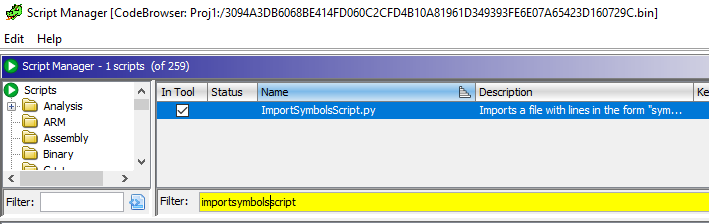 Script Manager [CodeBrowser: Proj1:/3094A3DB6068BE414FD060C2CFD4B10A81961D349393FE6E07A65423D160729C.bin]
Edit Help
Script Manager - 1 scripts (of 259)
Scripts
Analysis
ARM
Assembly
Binary
In Tool Status Name Description Ke
ImportSymbolsScript.py Imports a file with lines in the form "sym...
Filter:
Filter: importsymbolsscript